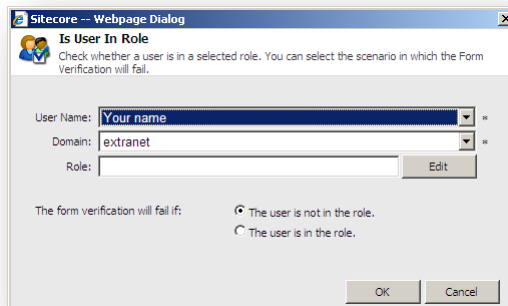 Sitecore -- Webpage Dialog
Is User In Role
Check whether a user is in a selected role. You can select the scenario in which the Form
Verification will fail.
User Name: Your name *
Domain: extranet *
Role: Edit
The form verification will fail if: The user is not in the role.
The user is in the role.
OK Cancel